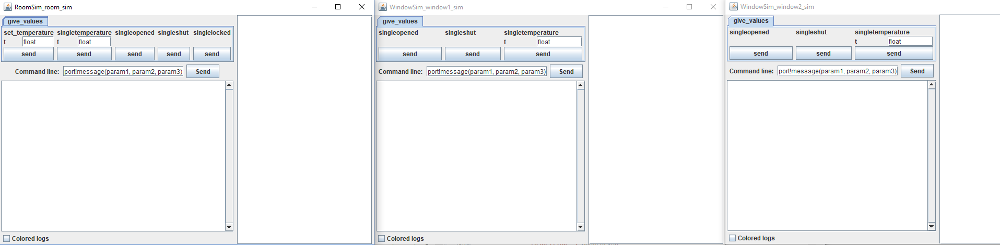 RoomSim_room_sim
give_values
set_temperature singletemperature singleopened singleshut singlelocked
t float t float
send send send send send
Command line: port!message(param1, param2, param3) Send
Colored logs
WindowSim_window1_sim
give_values
singleopened singleshut singletemperature
t float
send send send
Command line: port!message(param1, param2, param3) Send
Colored logs
WindowSim_window2_sim
give_values
singleopened singleshut singletemperature
t float
send send send
Command line: port!message(param1, param2, param3) Send
Colored logs